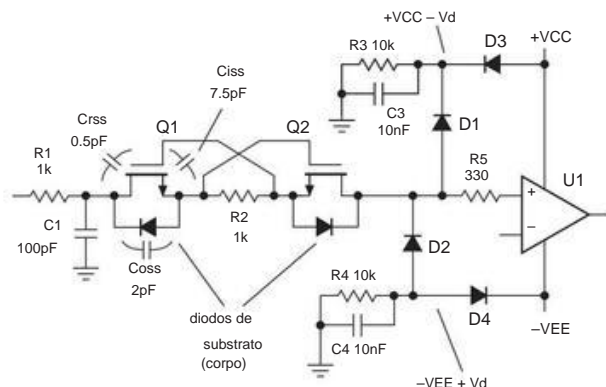 +VCC – Vd
R3 10k
D3
+VCC
Ciss
7.5pF
Crss
0.5pF
Q1
Q2
C3
10nF
D1
R1
1k
R5
330
U1
+
–
R2
1k
C1
100pF
D2
Coss
2pF
R4 10k
diodos de
substrato
(corpo)
C4 10nF
D4
–VEE
–VEE + Vd